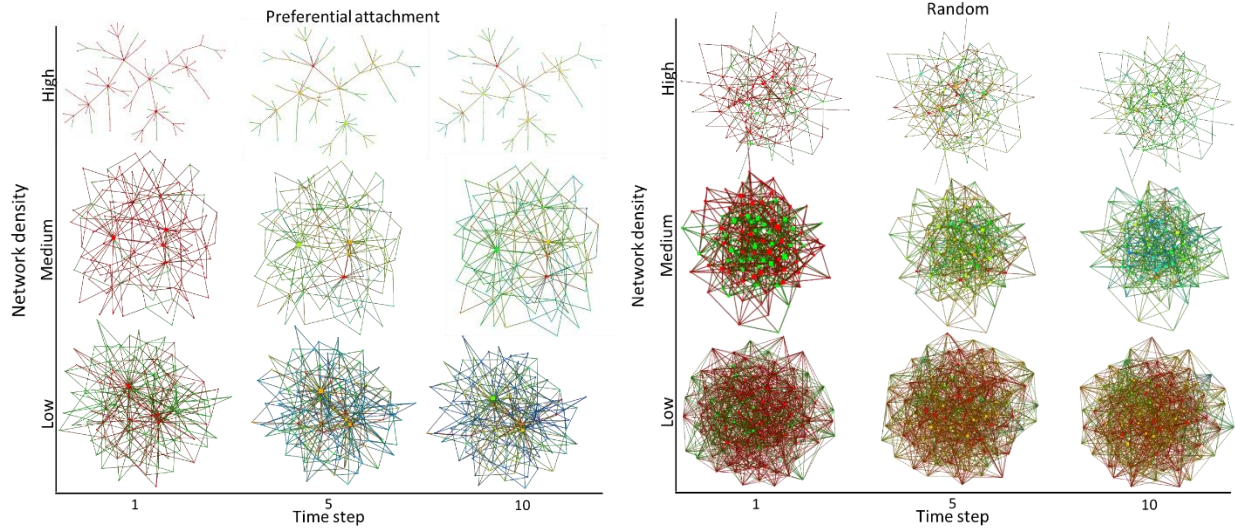 Preferential attachment
High
Medium
Low
Network density
1
5
10
Time step
Random
High
Medium
Low
Network density
1
5
10
Time step